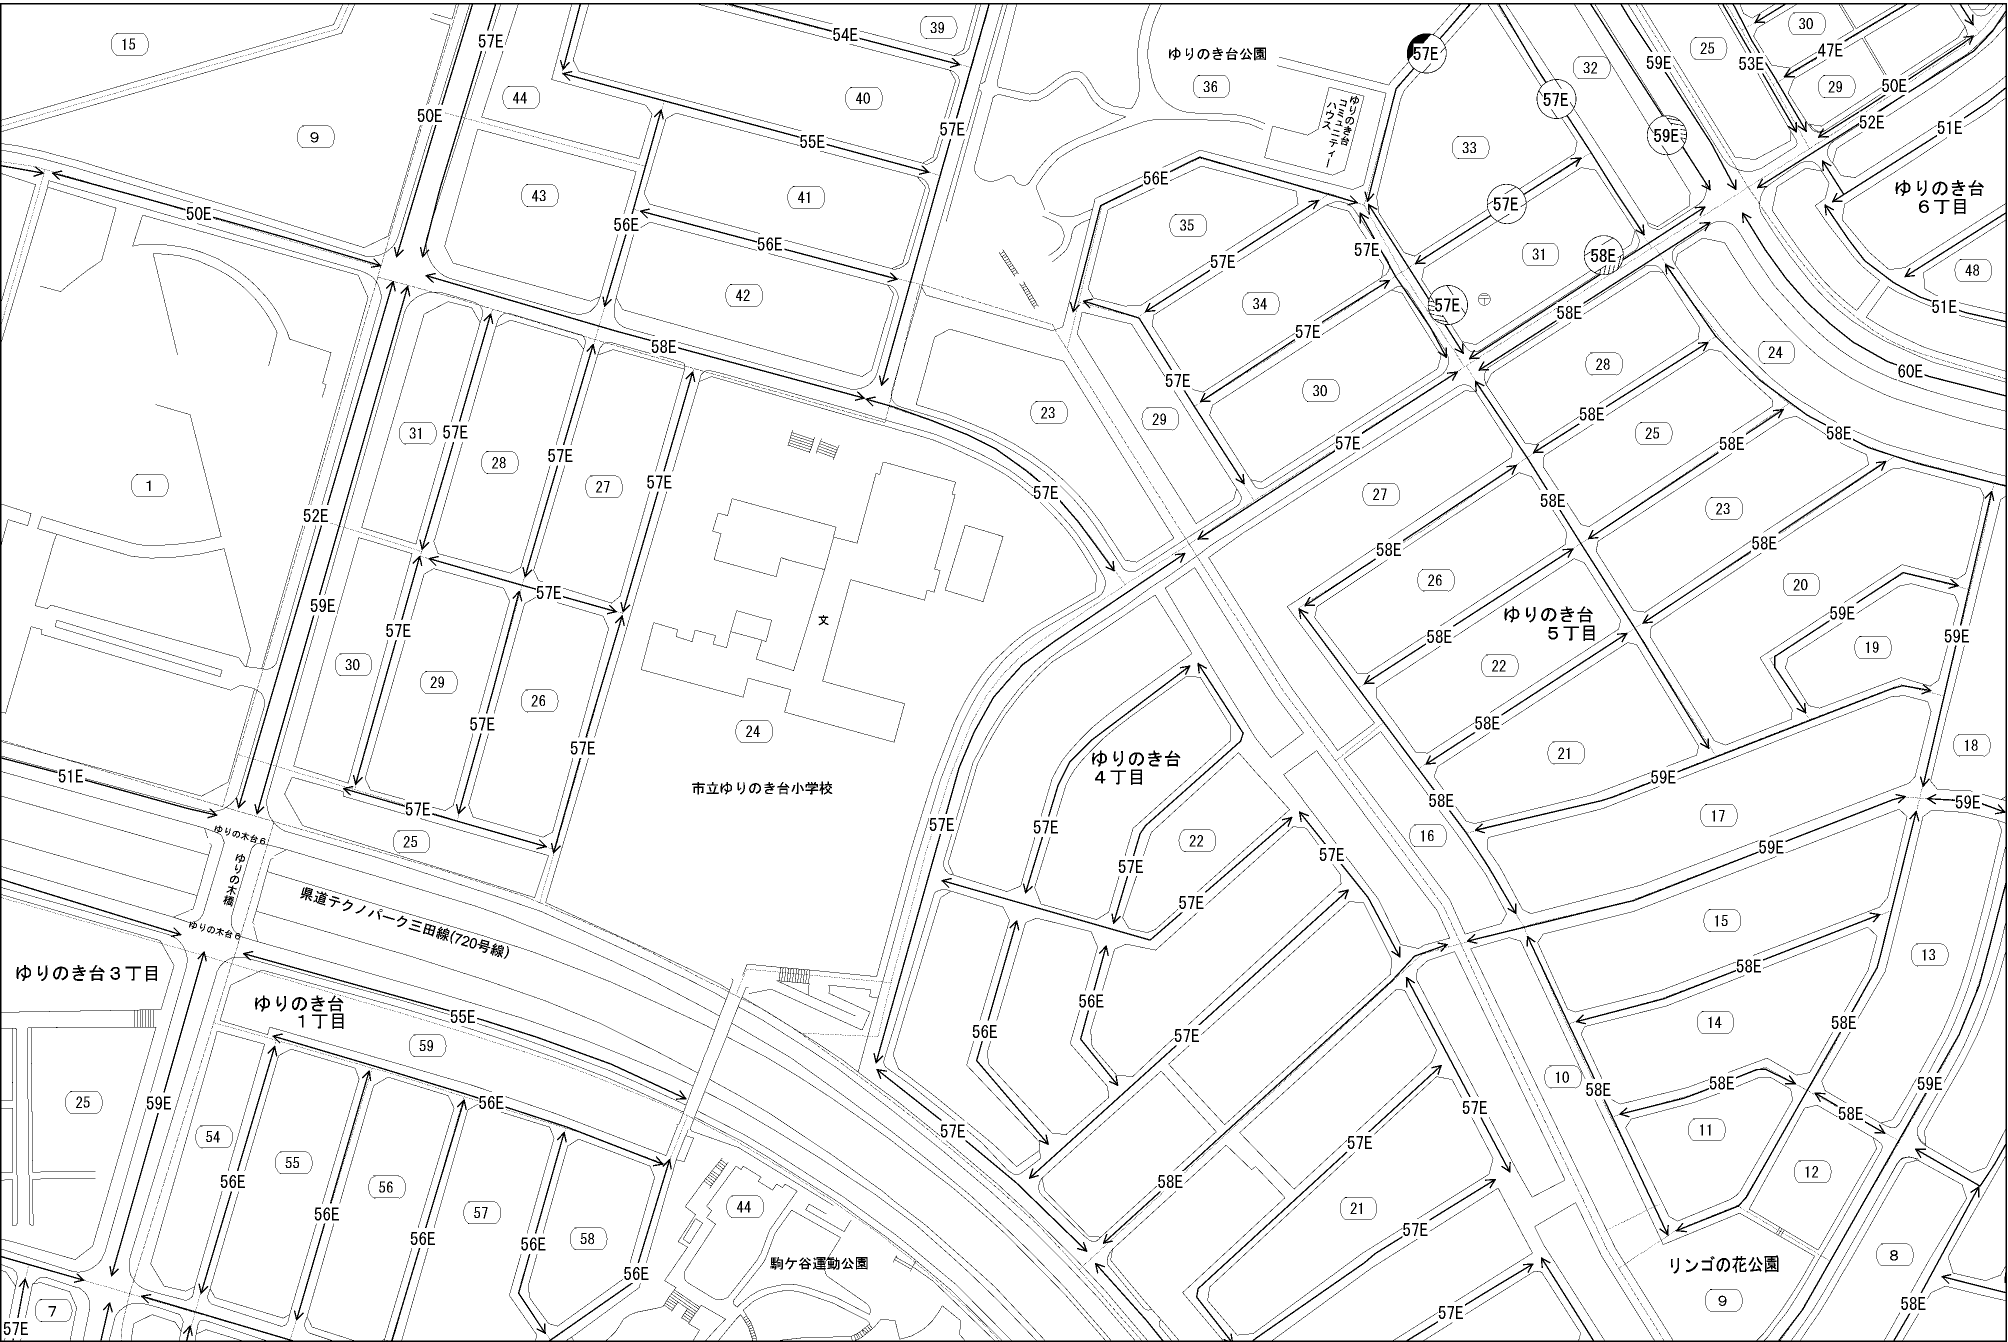 15
57E
54E
39
ゆりのき台公園
57E
32
59E
25
53E
30
47E
29
50E
44
40
36
ゆりのき台
コミュニティー
ハウス
57E
50E
9
55E
57E
59E
33
52E
51E
43
41
56E
57E
ゆりのき台
6丁目
50E
56E
56E
35
57E
58E
31
48
42
34
57E
57E
57E
58E
51E
58E
57E
30
28
24
60E
57E
23
29
58E
31
57E
28
57E
27
57E
57E
27
58E
25
58E
58E
1
57E
52E
58E
23
58E
58E
57E
26
ゆりのき台
5丁目
20
59E
59E
57E
文
58E
59E
19
30
29
26
22
57E
57E
24
58E
21
18
ゆりのき台
4丁目
59E
51E
57E
市立ゆりのき台小学校
58E
59E
ゆりの木台6
25
57E
57E
57E
22
57E
16
17
59E
ゆりの木橋
県道テクノパーク三田線(720号線)
57E
15
ゆりの木台5
58E
13
ゆりのき台3丁目
ゆりのき台
1丁目
55E
59
56E
56E
57E
14
58E
25
59E
56E
57E
57E
10
58E
58E
59E
58E
54
55
56
57
58
56E
56E
56E
56E
56E
44
駒ケ谷運動公園
58E
57E
21
57E
11
12
リンゴの花公園
9
8
7
57E
57E
58E